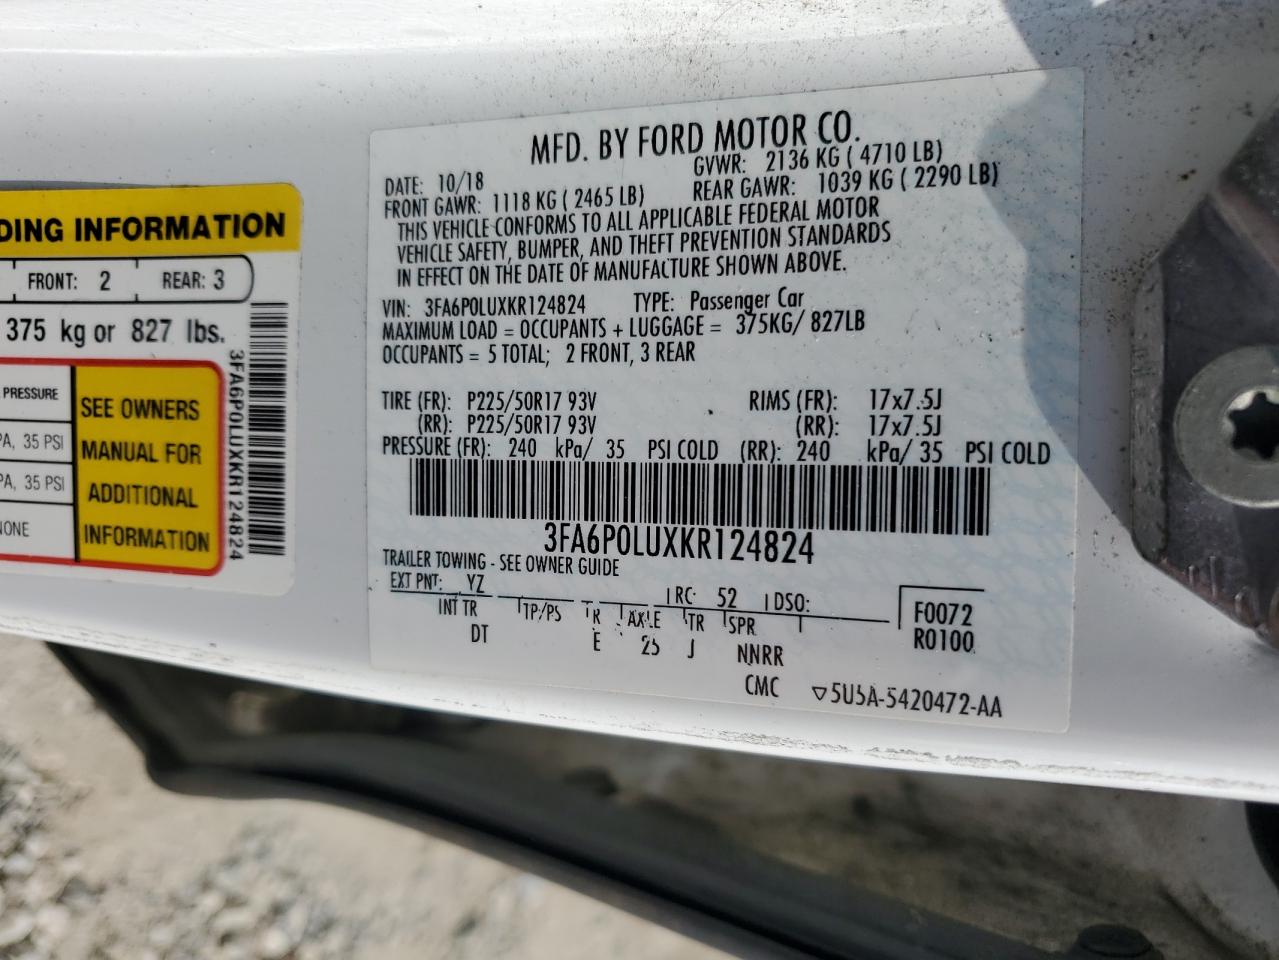 DING INFORMATION
FRONT: 2 REAR: 3
375 kg or 827 lbs.
PRESSURE
PA, 35 PSI
PA, 35 PSI
NONE
SEE OWNERS
MANUAL FOR
ADDITIONAL
INFORMATION
3FA6P0LUXKR124824
MFD. BY FORD MOTOR CO.
DATE: 10/18 GVWR: 2136 KG ( 4710 LB)
FRONT GAWR: 1118 KG ( 2465 LB) REAR GAWR: 1039 KG ( 2290 LB)
THIS VEHICLE CONFORMS TO ALL APPLICABLE FEDERAL MOTOR
VEHICLE SAFETY, BUMPER, AND THEFT PREVENTION STANDARDS
IN EFFECT ON THE DATE OF MANUFACTURE SHOWN ABOVE.
VIN: 3FA6P0LUXKR124824 TYPE: Passenger Car
MAXIMUM LOAD = OCCUPANTS + LUGGAGE = 375KG/ 827LB
OCCUPANTS = 5 TOTAL; 2 FRONT, 3 REAR
TIRE (FR): P225/50R17 93V RIMS (FR): 17x7.5J
(RR): P225/50R17 93V (RR): 17x7.5J
PRESSURE (FR): 240 kPa/ 35 PSI COLD (RR): 240 kPa/ 35 PSI COLD
3FA6P0LUXKR124824
TRAILER TOWING - SEE OWNER GUIDE
EXT PNT: YZ RC: 52 DSO:
INT TR TP/PS R AXLE TR SPR
DT E 25 J NNRR
CMC
F0072
R0100
▽5U5A-5420472-AA